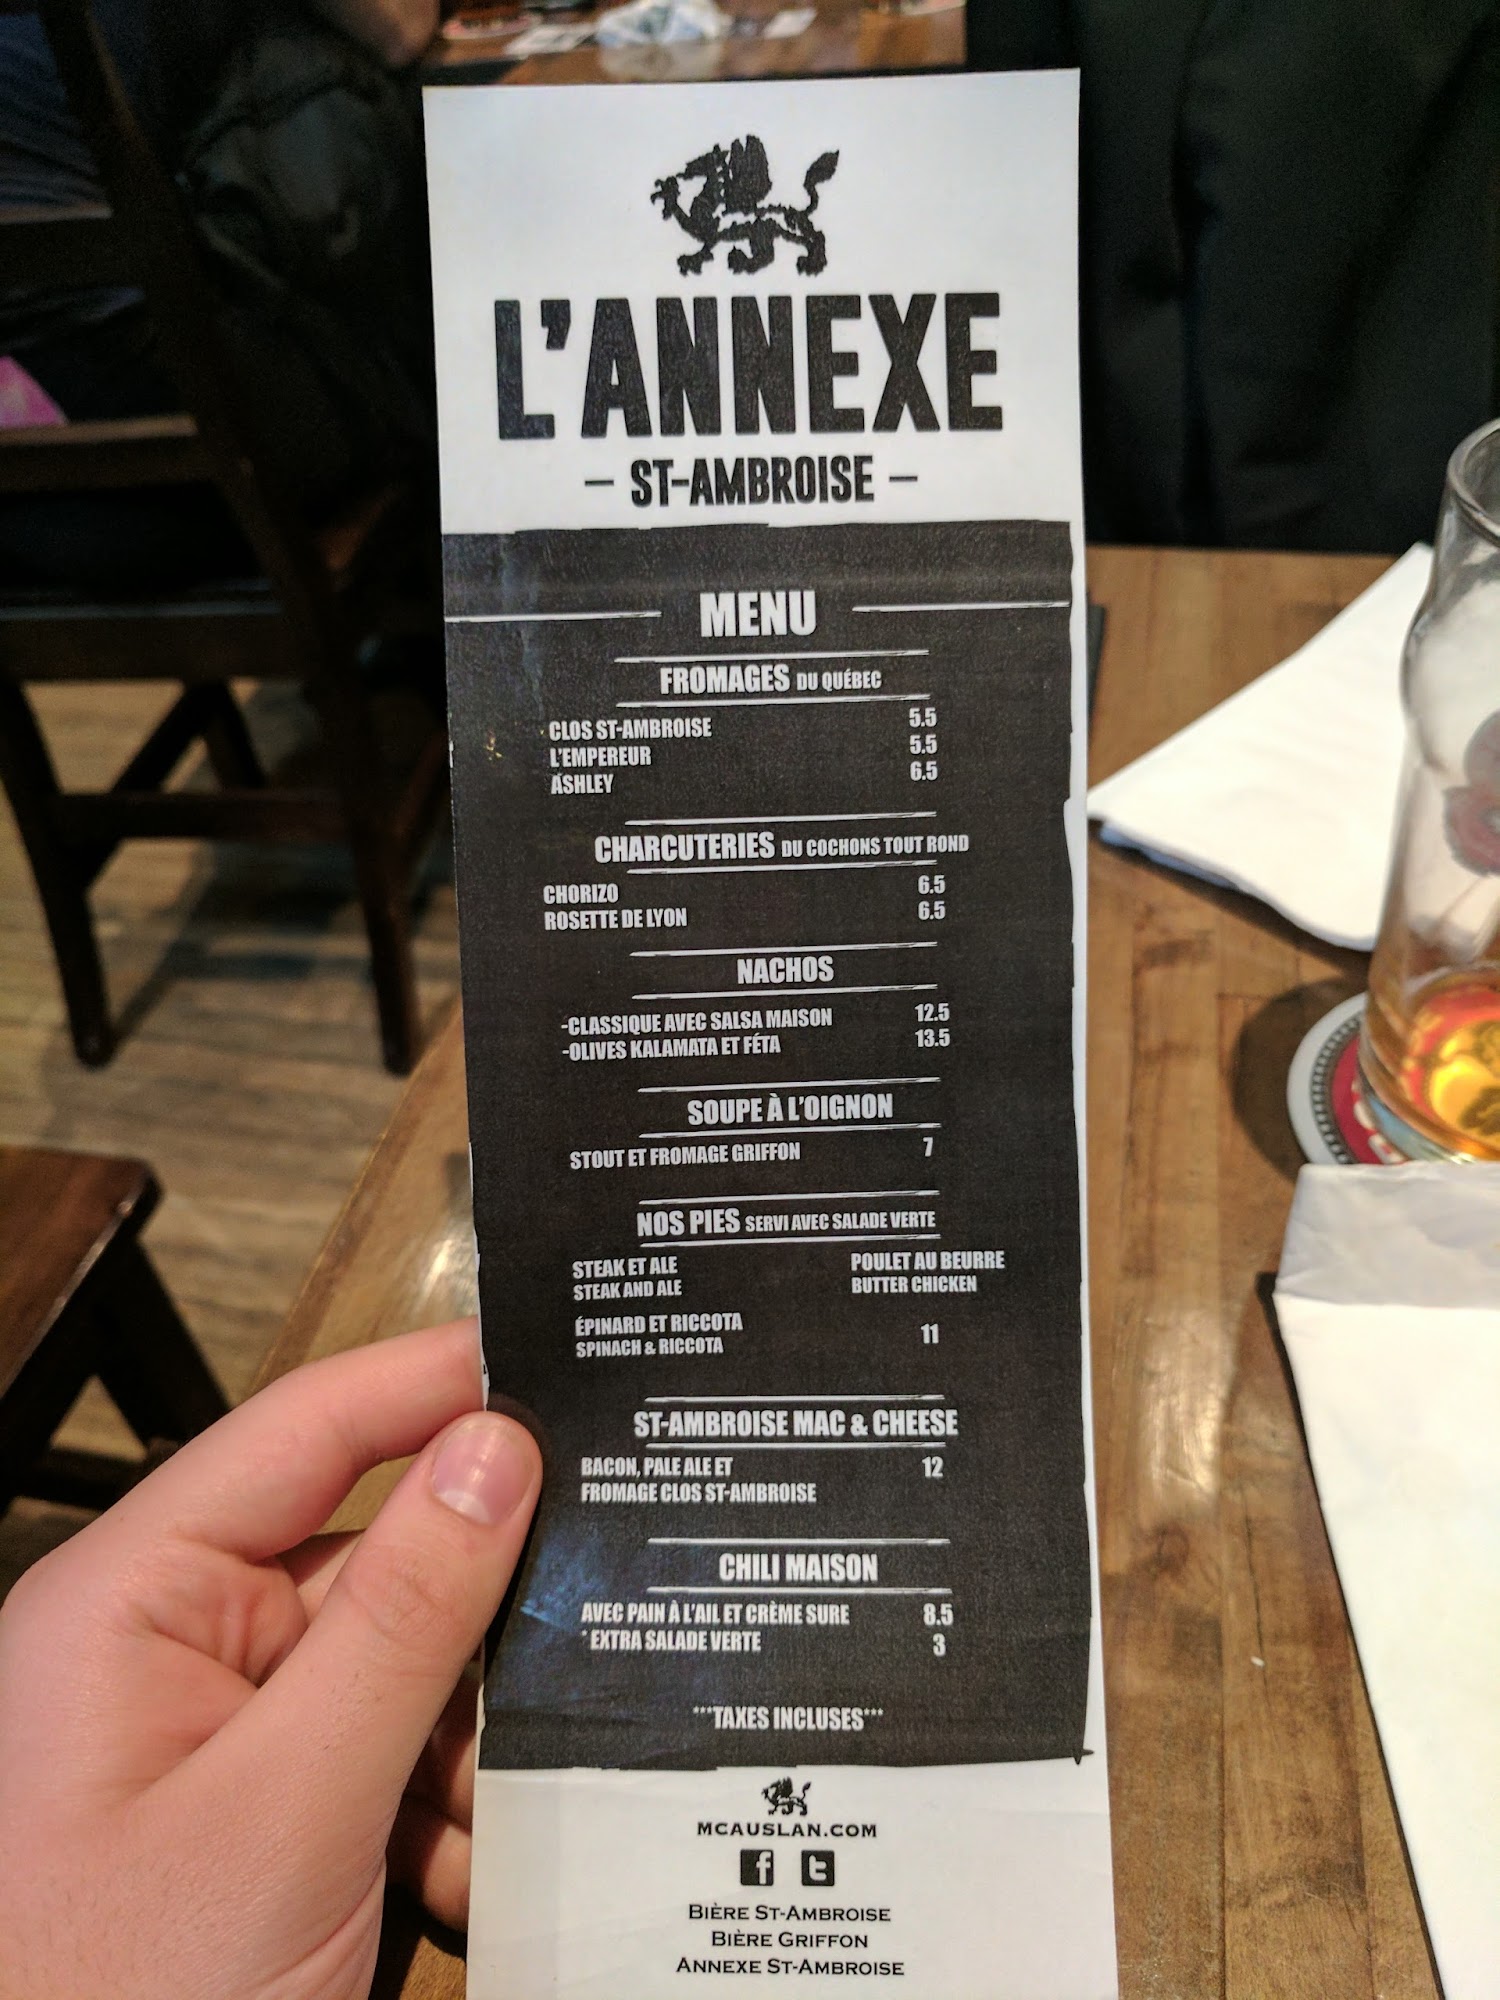 L'ANNEXE
– ST-AMBROISE –
MENU
FROMAGES DU QUÉBEC
CLOS ST-AMBROISE 5.5
L'EMPEREUR 5.5
ASHLEY 6.5
CHARCUTERIES DU COCHONS TOUT ROND
CHORIZO 6.5
ROSETTE DE LYON 6.5
NACHOS
-CLASSIQUE AVEC SALSA MAISON 12.5
-OLIVES KALAMATA ET FÉTA 13.5
SOUPE À L'OIGNON
STOUT ET FROMAGE GRIFFON 7
NOS PIES SERVI AVEC SALADE VERTE
STEAK ET ALE POULET AU BEURRE
STEAK AND ALE BUTTER CHICKEN
ÉPINARD ET RICCOTA
SPINACH & RICCOTA 11
ST-AMBROISE MAC & CHEESE
BACON, PALE ALE ET 12
FROMAGE CLOS ST-AMBROISE
CHILI MAISON
AVEC PAIN À L'AIL ET CRÈME SURE 8.5
* EXTRA SALADE VERTE 3
***TAXES INCLUSES***
MCAUSLAN.COM
f t
BIÈRE ST-AMBROISE
BIÈRE GRIFFON
ANNEXE ST-AMBROISE